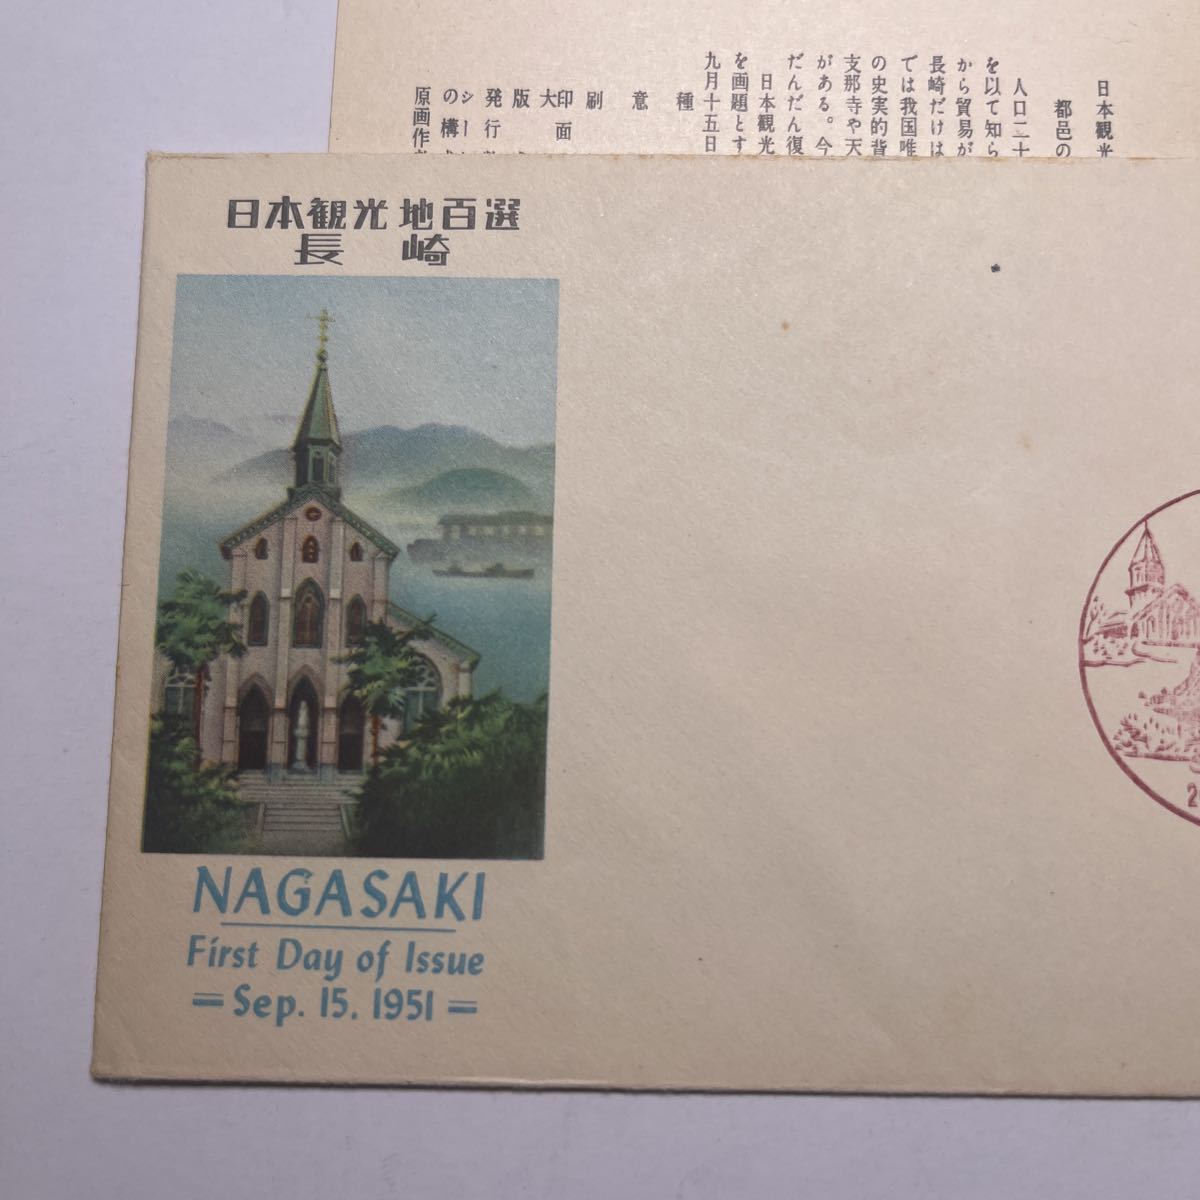 日本観光
都邑の
人口二十
を以て知ら
から貿易が
長崎だけは
では我国唯
の史実的背
支那寺や天
がある。今
だんだん復
日本観光
を画題とす
九月十五日
種
意
刷
印面
大
版
発行
シー
の構
原画作
日本観光地百選
長崎
NAGASAKI
First Day of Issue
=Sep. 15. 1951=
2